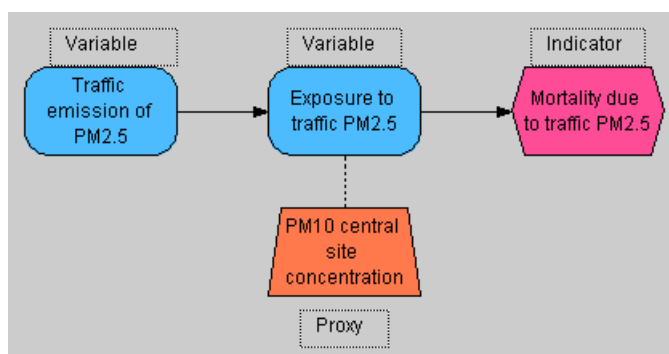 Variable
Variable
Indicator
Traffic
emission of
PM2.5
Exposure to
traffic PM2.5
Mortality due
to traffic PM2.5
PM10 central
site
concentration
Proxy